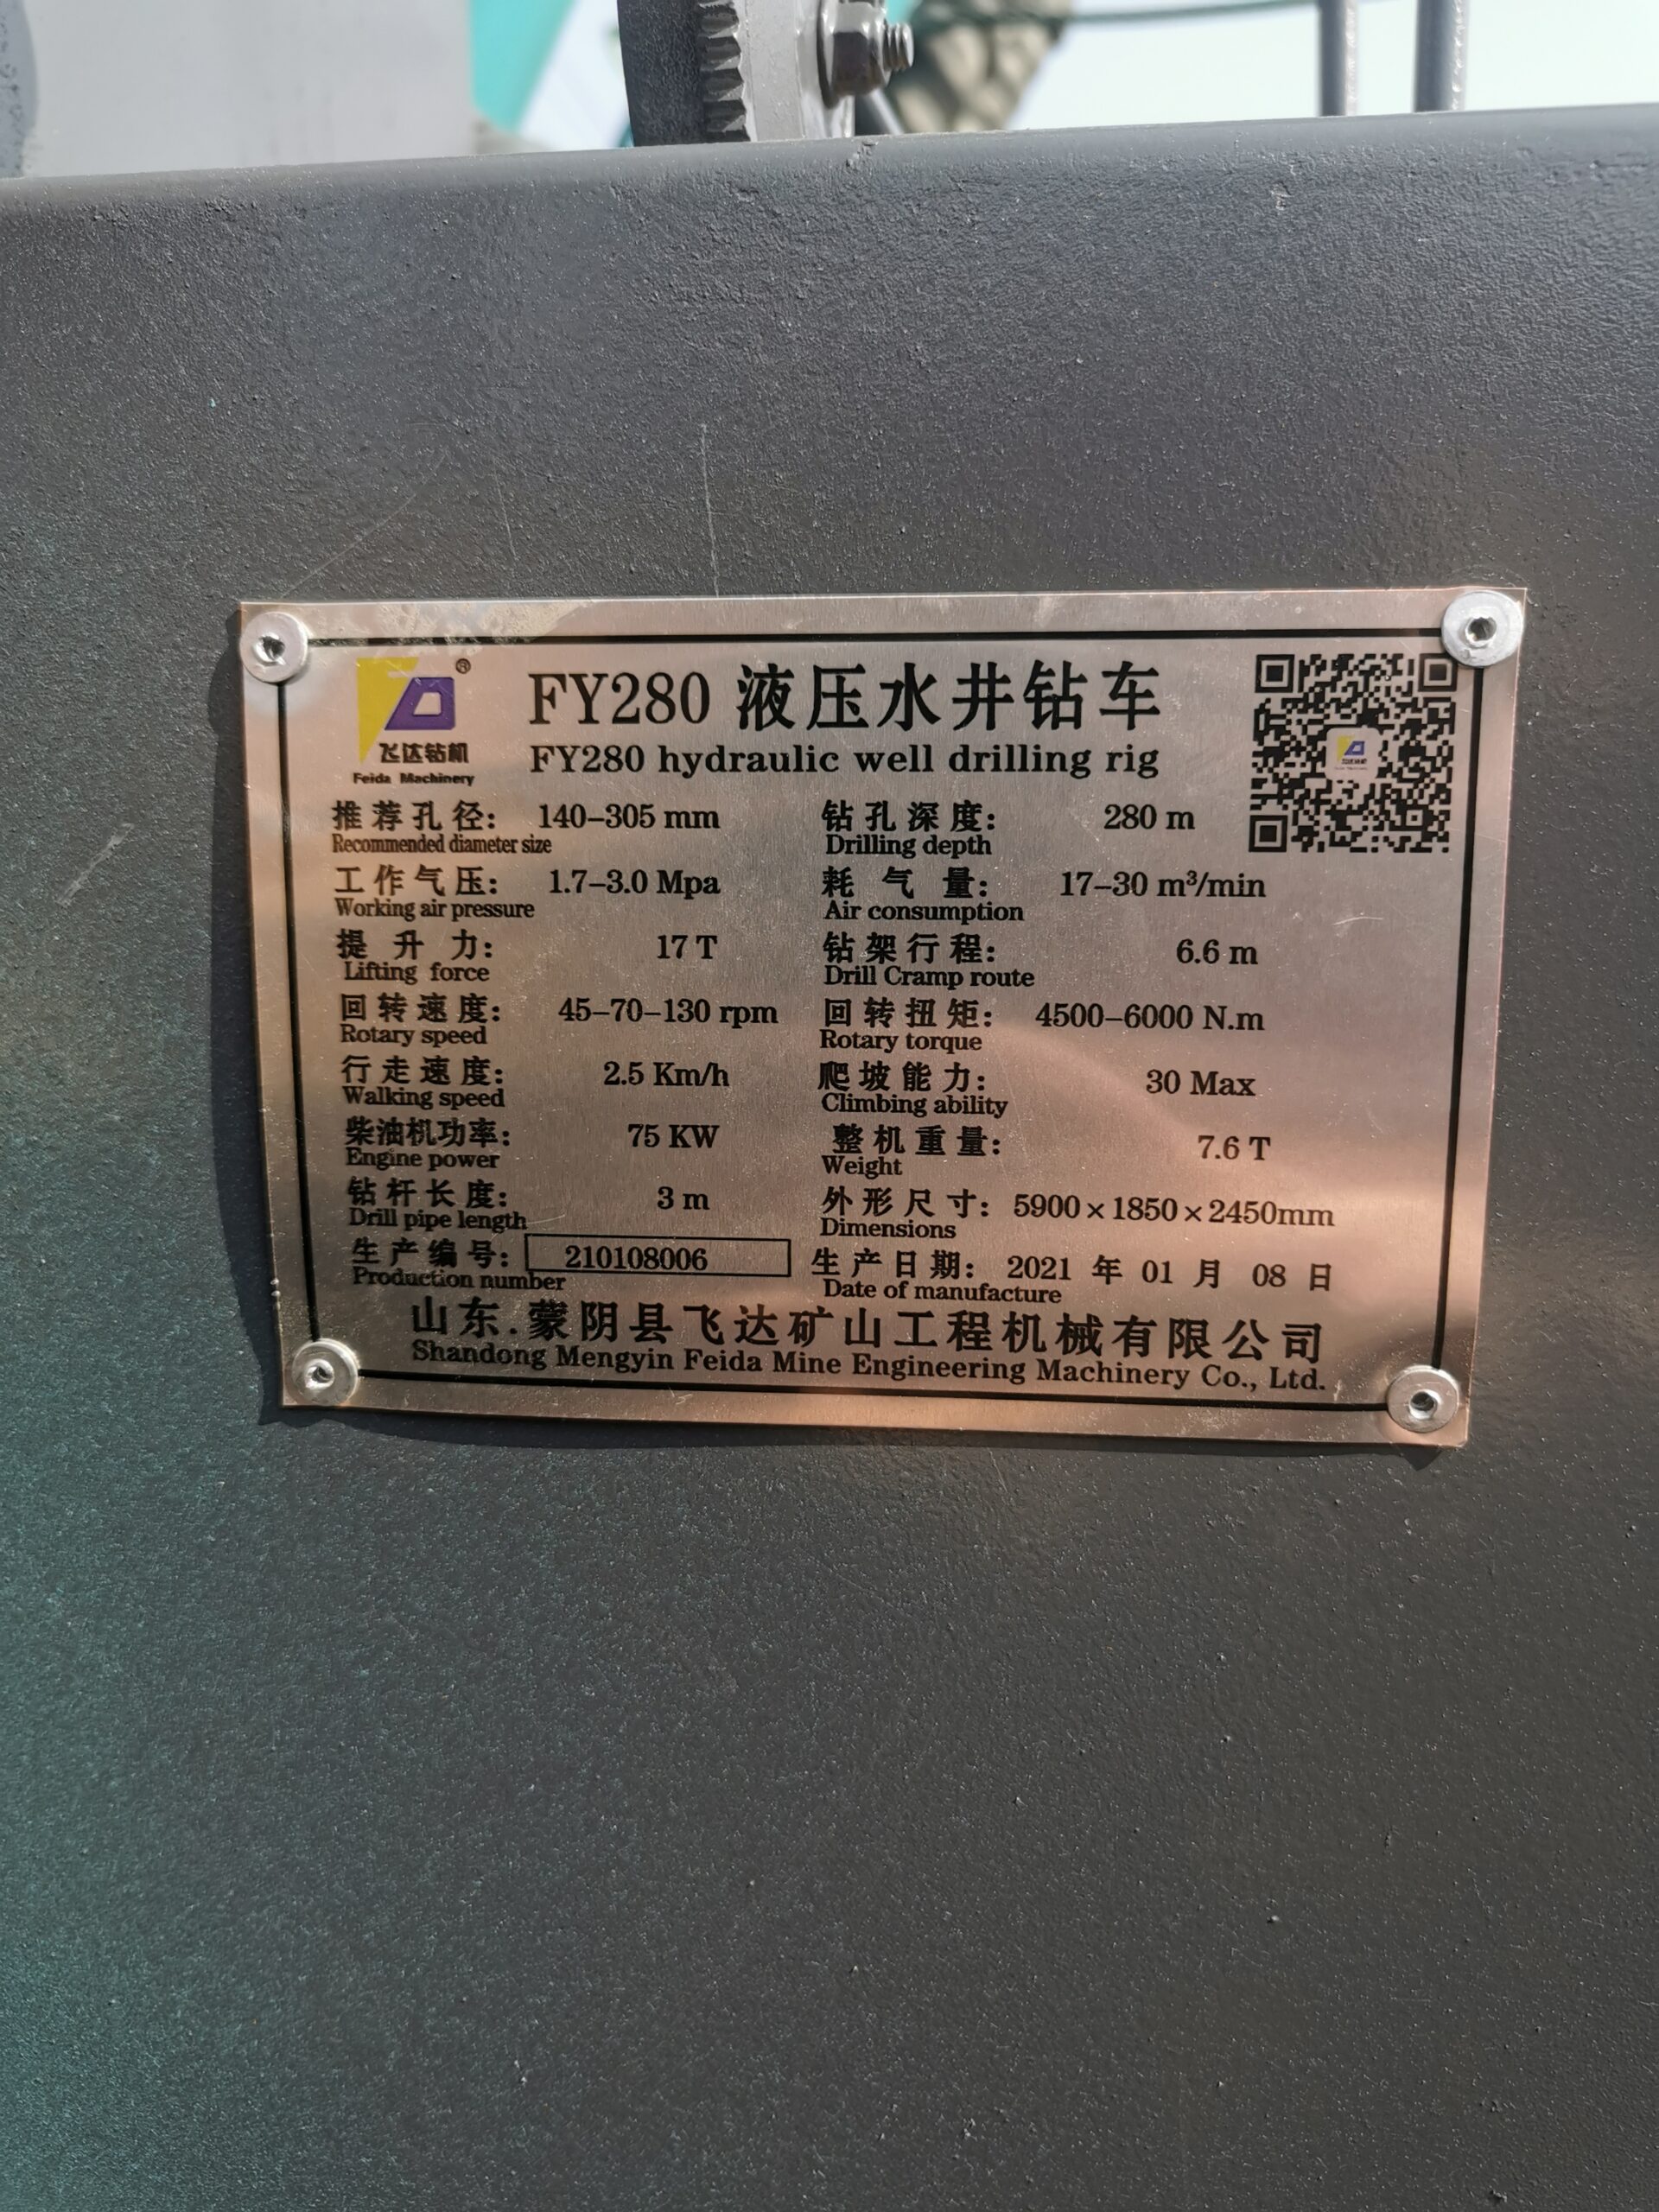 ®
飞达钻机
Feida Machinery
FY280 液压水井钻车
FY280 hydraulic well drilling rig
推荐孔径: 140–305 mm 钻孔深度: 280 m
Recommended diameter size Drilling depth
工作气压: 1.7–3.0 Mpa 耗气量: 17–30 m³/min
Working air pressure Air consumption
提升力: 17 T 钻架行程: 6.6 m
Lifting force Drill Cramp route
回转速度: 45–70–130 rpm 回转扭矩: 4500–6000 N.m
Rotary speed Rotary torque
行走速度: 2.5 Km/h 爬坡能力: 30 Max
Walking speed Climbing ability
柴油机功率: 75 KW 整机重量: 7.6 T
Engine power Weight
钻杆长度: 3 m 外形尺寸: 5900×1850×2450mm
Drill pipe length Dimensions
生产编号: 210108006 生产日期: 2021 年 01 月 08 日
Production number Date of manufacture
山东.蒙阴县飞达矿山工程机械有限公司
Shandong Mengyin Feida Mine Engineering Machinery Co., Ltd.